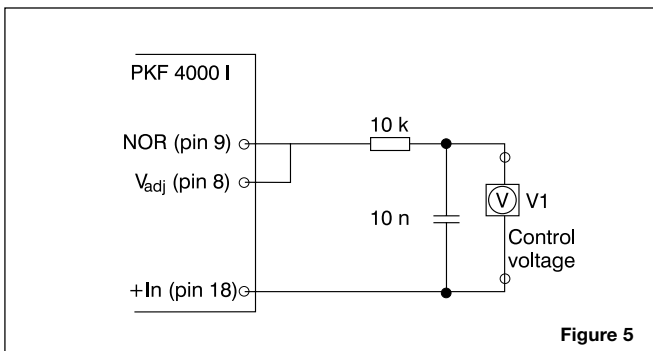 PKF 4000 I
10 k
NOR (pin 9)
Vadj (pin 8)
V V1
10 n
Control
voltage
+In (pin 18)
Figure 5